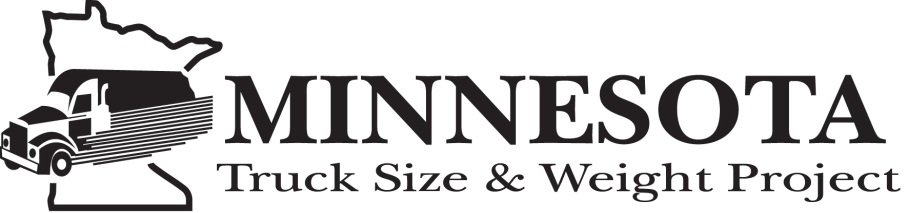 MINNESOTA
Truck Size & Weight Project